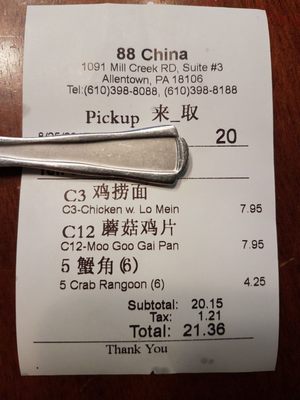 88 China
1091 Mill Creek RD, Suite #3
Allentown, PA 18106
Tel:(610)398-8088, (610)398-8188
Pickup 来_取
20
C3 鸡捞面
C3-Chicken w. Lo Mein 7.95
C12 蘑菇鸡片
C12-Moo Goo Gai Pan 7.95
5 蟹角 (6)
5 Crab Rangoon (6) 4.25
Subtotal: 20.15
Tax: 1.21
Total: 21.36
Thank You